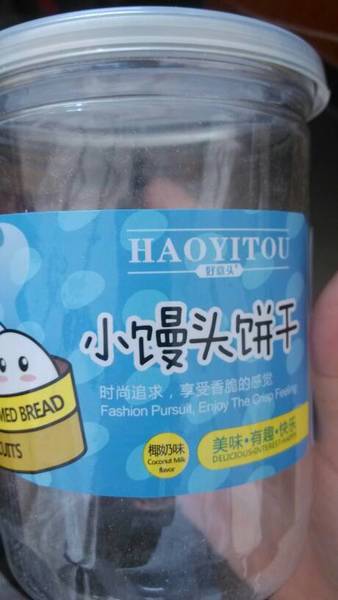 HAOYITOU
好意头
小馒头饼干
时尚追求，享受香脆的感觉
Fashion Pursuit, Enjoy The Crisp Feeling
MED BREAD
CUITS
椰奶味
Coconut Milk
flavor
美味·有趣·快乐